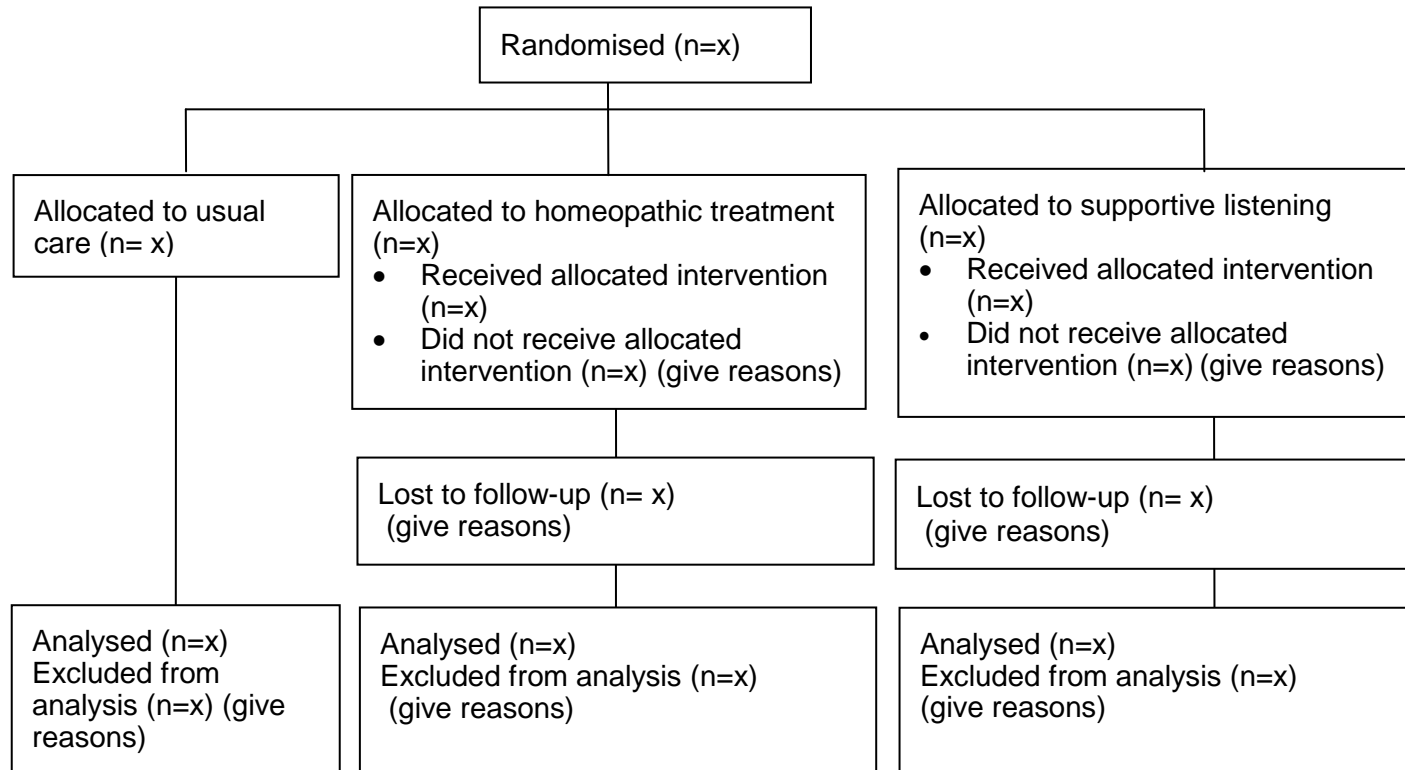 Randomised (n=x)
Allocated to usual
care (n= x)
Allocated to homeopathic treatment
(n=x)
• Received allocated intervention
(n=x)
• Did not receive allocated
intervention (n=x) (give reasons)
Allocated to supportive listening
(n=x)
• Received allocated intervention
(n=x)
• Did not receive allocated
intervention (n=x) (give reasons)
Lost to follow-up (n= x)
(give reasons)
Lost to follow-up (n= x)
(give reasons)
Analysed (n=x)
Excluded from
analysis (n=x) (give
reasons)
Analysed (n=x)
Excluded from analysis (n=x)
(give reasons)
Analysed (n=x)
Excluded from analysis (n=x)
(give reasons)